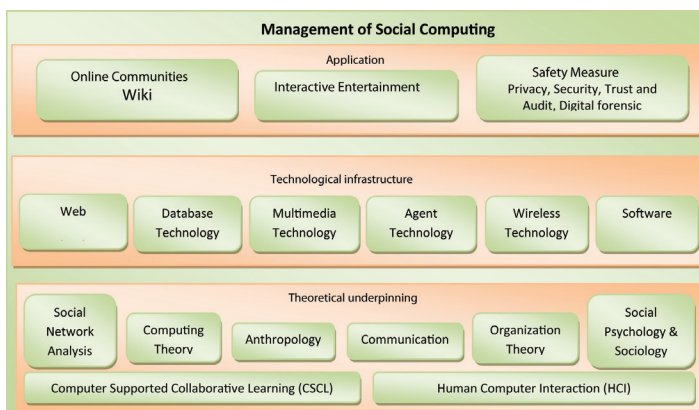 Management of Social Computing
Application
Online Communities
Wiki
Interactive Entertainment
Safety Measure
Privacy, Security, Trust and
Audit, Digital forensic
Technological infrastructure
Web
Database
Technology
Multimedia
Technology
Agent
Technology
Wireless
Technology
Software
Theoretical underpinning
Social
Network
Analysis
Computing
Theory
Anthropology
Communication
Organization
Theory
Social
Psychology &
Sociology
Computer Supported Collaborative Learning (CSCL)
Human Computer Interaction (HCI)